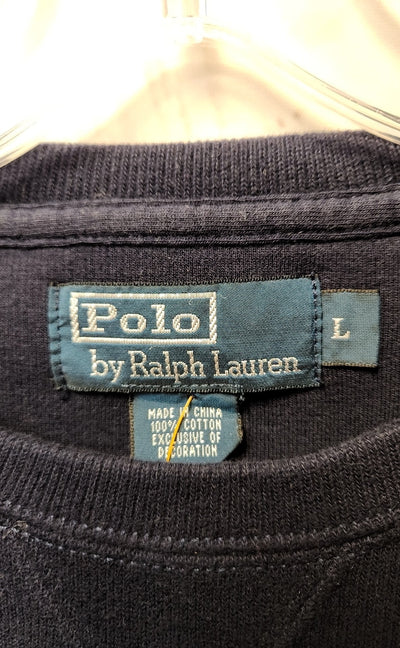 Polo
by Ralph Lauren
L
MADE IN CHINA
100% COTTON
EXCLUSIVE OF
DECORATION